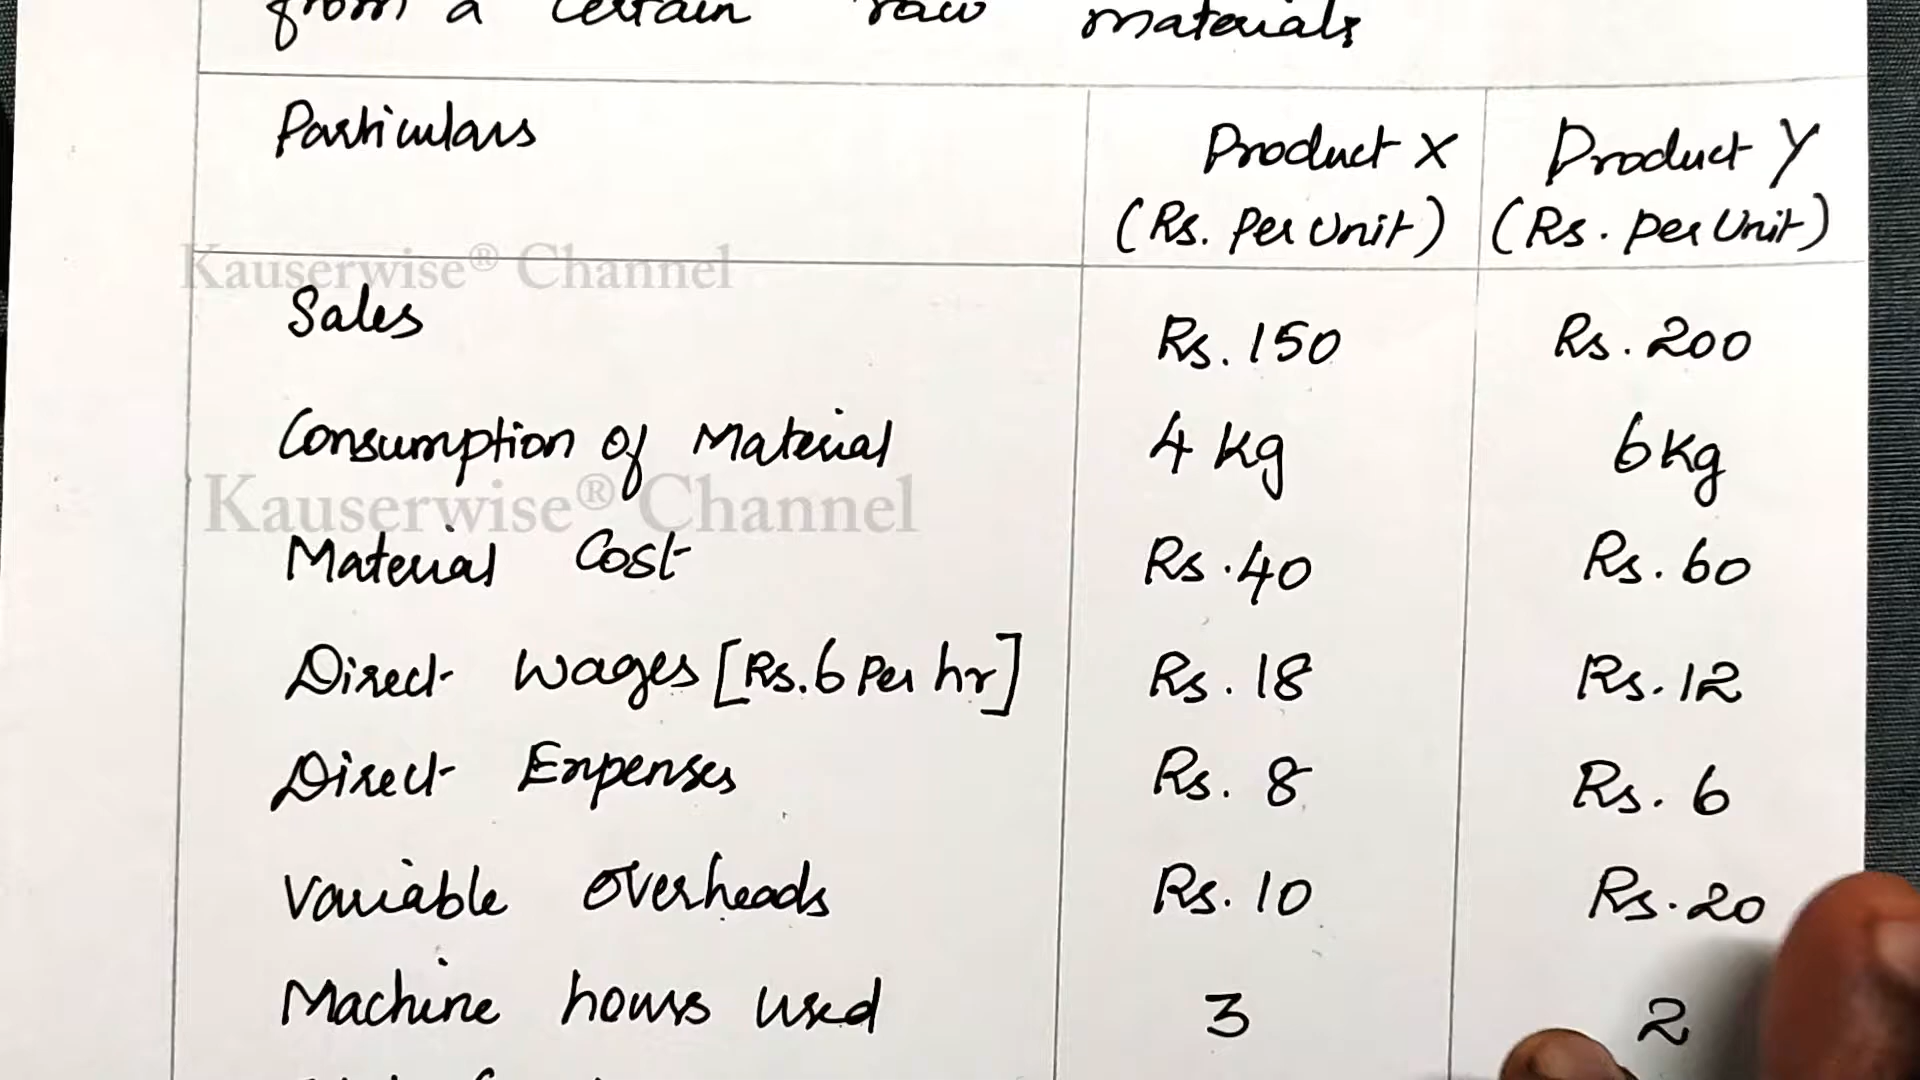 from a certain raw materials
Particulars Product X Product Y
(Rs. Per Unit) (Rs. Per Unit)
Kauserwise® Channel
Sales Rs. 150 Rs. 200
Consumption of Material 4 kg 6 Kg
Kauserwise® Channel
Material Cost Rs. 40 Rs. 60
Direct Wages [Rs. 6 Per hr] Rs. 18 Rs. 12
Direct Expenses Rs. 8 Rs. 6
Variable Overheads Rs. 10 Rs. 20
Machine hours used 3 2